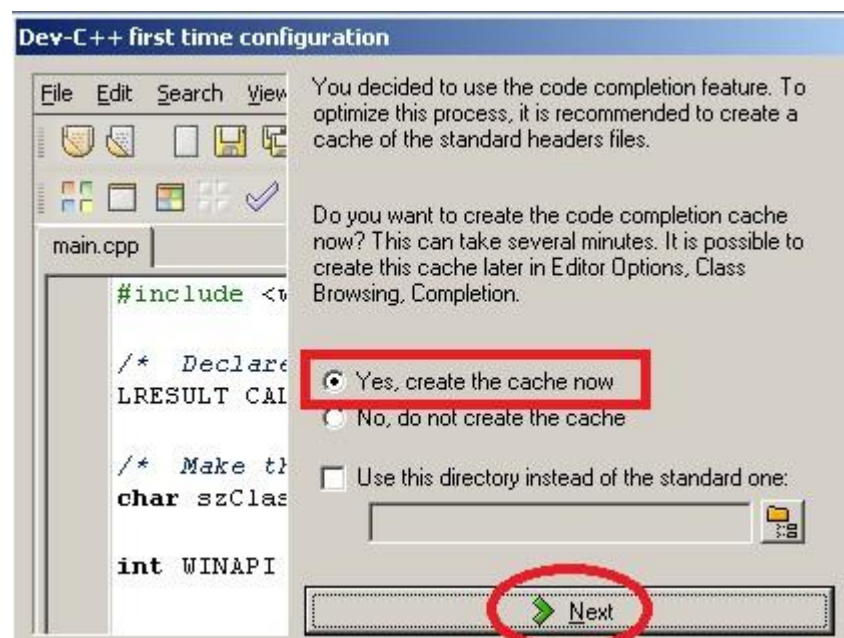 Dev-C++ first time configuration
File Edit Search View
main.cpp
#include <w
/* Declare
LRESULT CAL
/* Make th
char szClas
int WINAPI
You decided to use the code completion feature. To
optimize this process, it is recommended to create a
cache of the standard headers files.
Do you want to create the code completion cache
now? This can take several minutes. It is possible to
create this cache later in Editor Options, Class
Browsing, Completion.
Yes, create the cache now
No, do not create the cache
Use this directory instead of the standard one:
Next